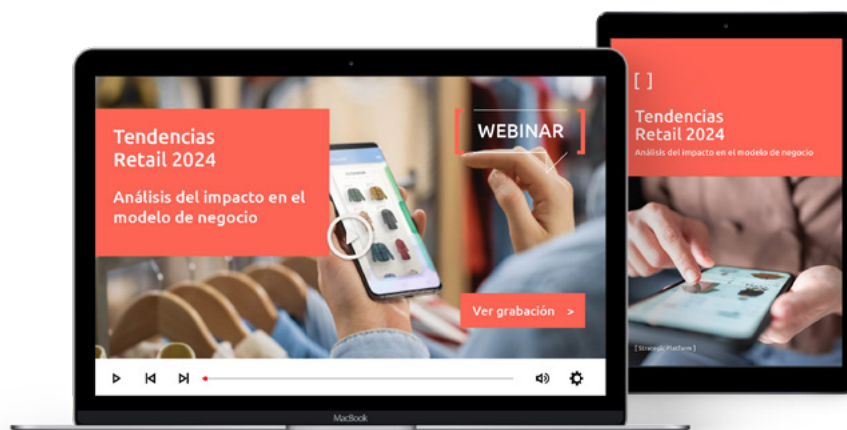 Tendencias
Retail 2024
Análisis del impacto en el
modelo de negocio
WEBINAR
Ver grabación >
MacBook
[ ]
Tendencias
Retail 2024
Análisis del impacto en el modelo de negocio
[ Strategic Platform ]